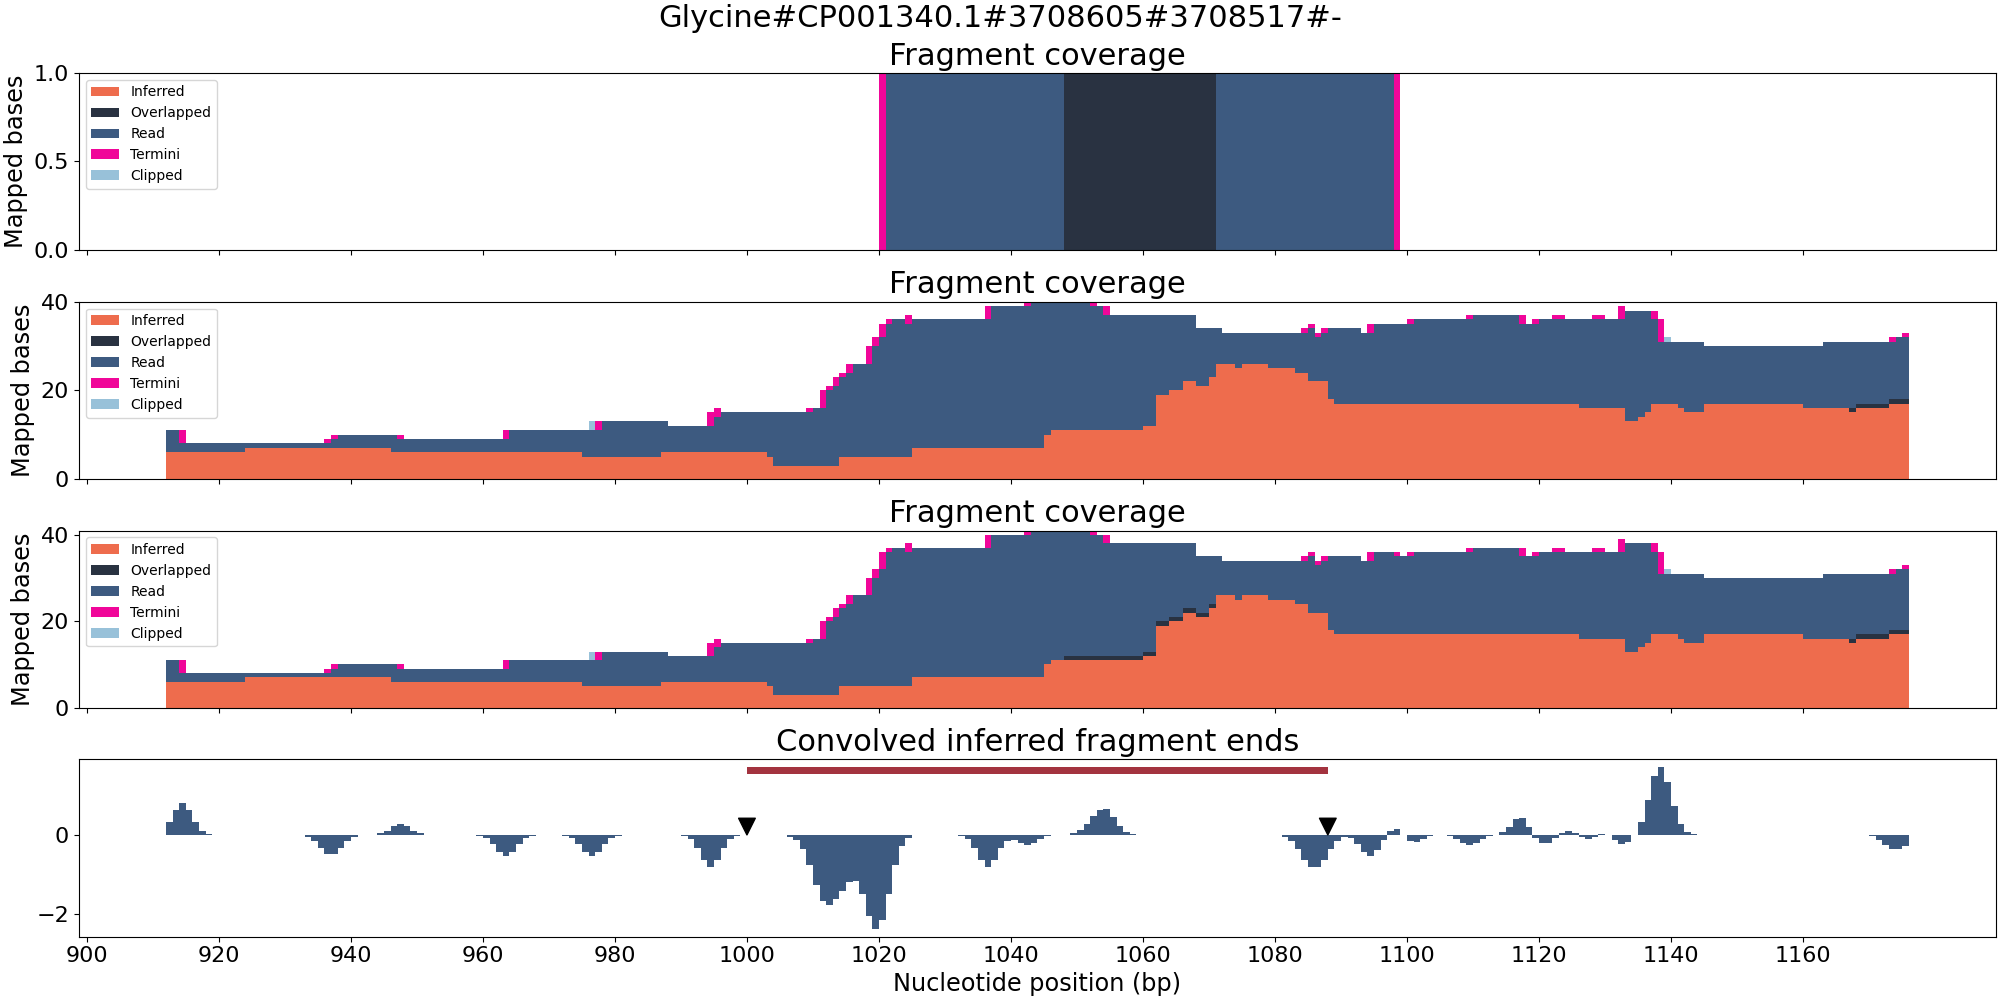 Glycine#CP001340.1#3708605#3708517#-
Fragment coverage
Mapped bases
1.0
0.5
0.0
Inferred
Overlapped
Read
Termini
Clipped
Fragment coverage
Mapped bases
40
20
0
Inferred
Overlapped
Read
Termini
Clipped
Fragment coverage
Mapped bases
40
20
0
Inferred
Overlapped
Read
Termini
Clipped
Convolved inferred fragment ends
0
−2
900 920 940 960 980 1000 1020 1040 1060 1080 1100 1120 1140 1160
Nucleotide position (bp)